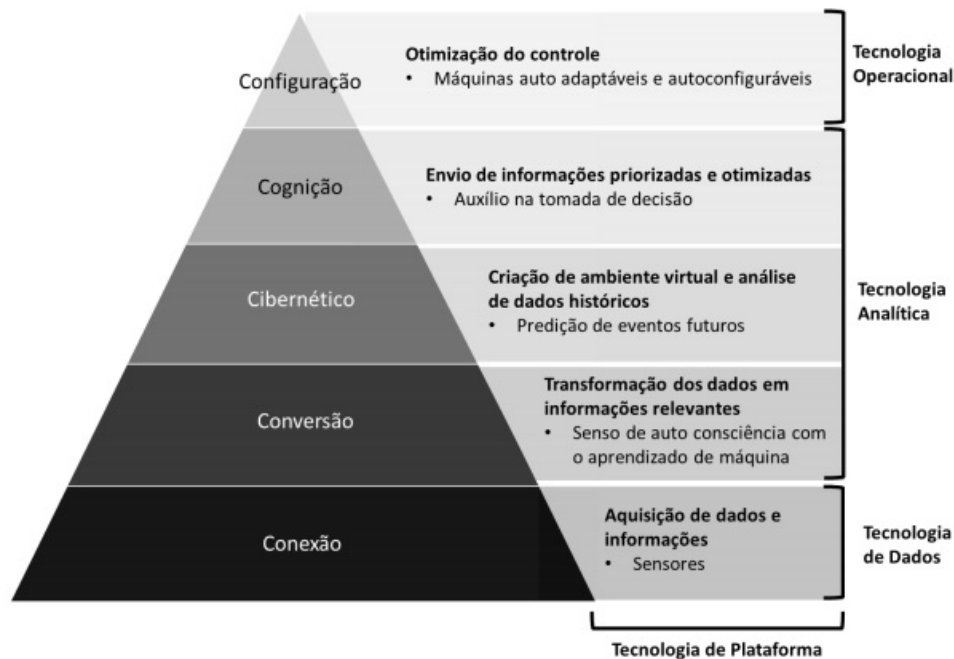 Configuração
Otimização do controle
• Máquinas auto adaptáveis e autoconfiguráveis
Tecnologia
Operacional
Cognição
Envio de informações priorizadas e otimizadas
• Auxílio na tomada de decisão
Cibernético
Criação de ambiente virtual e análise
de dados históricos
• Predição de eventos futuros
Tecnologia
Analítica
Conversão
Transformação dos dados em
informações relevantes
• Senso de auto consciência com
o aprendizado de máquina
Conexão
Aquisição de dados e
informações
• Sensores
Tecnologia
de Dados
Tecnologia de Plataforma